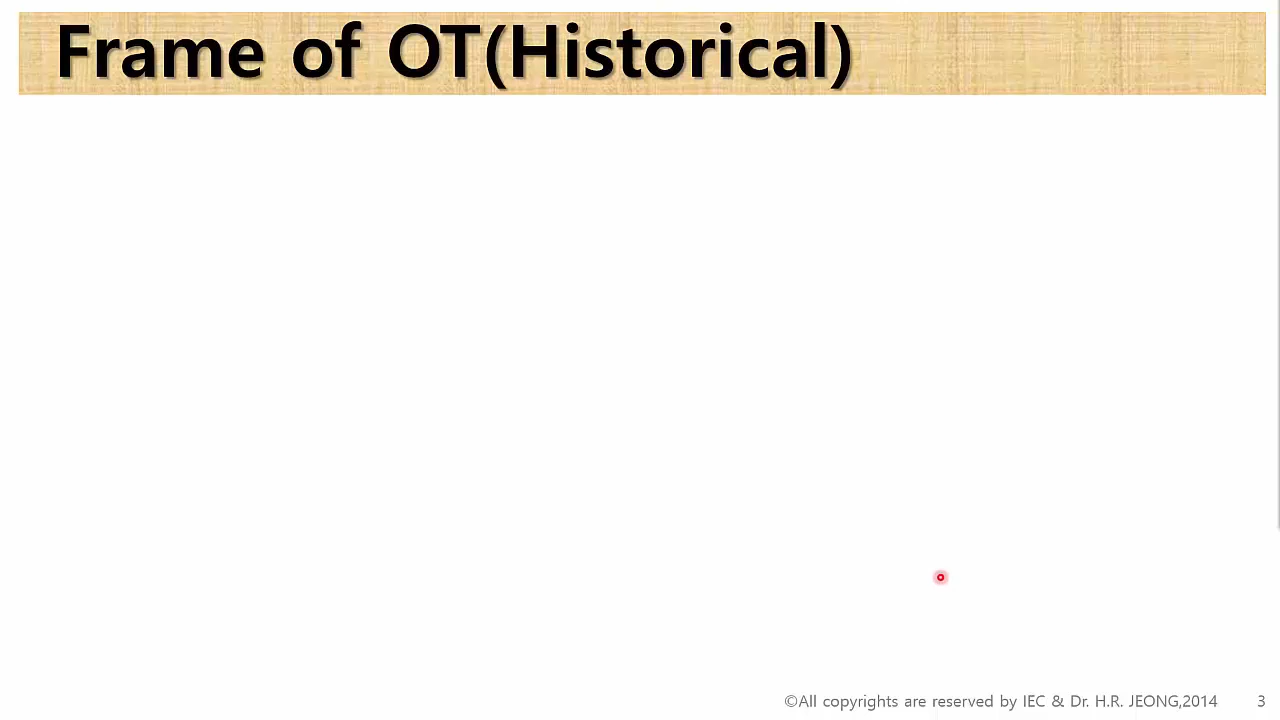 Frame of OT(Historical)
©All copyrights are reserved by IEC & Dr. H.R. JEONG,2014
3